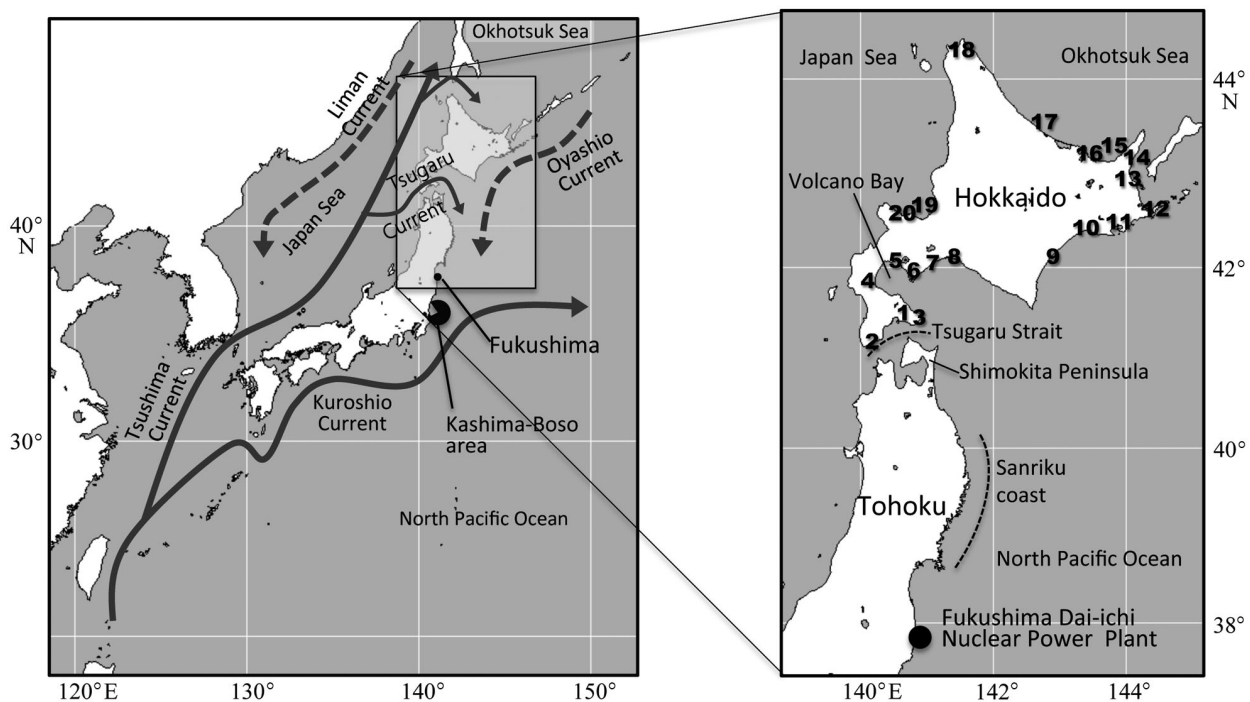 Okhotsuk Sea
Liman
Current
Oyashio
Current
Tsugaru
Current
Japan Sea
40°
N
Fukushima
Tsushima
Current
Kuroshio
Current
Kashima-Boso
area
30°
North Pacific Ocean
120°E
130°
140°
150°
Japan Sea
18
Okhotsuk Sea
44°
N
17
16
15
14
13
Volcano Bay
Hokkaido
20
19
12
11
10
5
6
7
8
9
42°
4
1
3
2
Tsugaru Strait
Shimokita Peninsula
40°
Sanriku
coast
Tohoku
North Pacific Ocean
Fukushima Dai-ichi
Nuclear Power Plant
38°
140°E
142°
144°